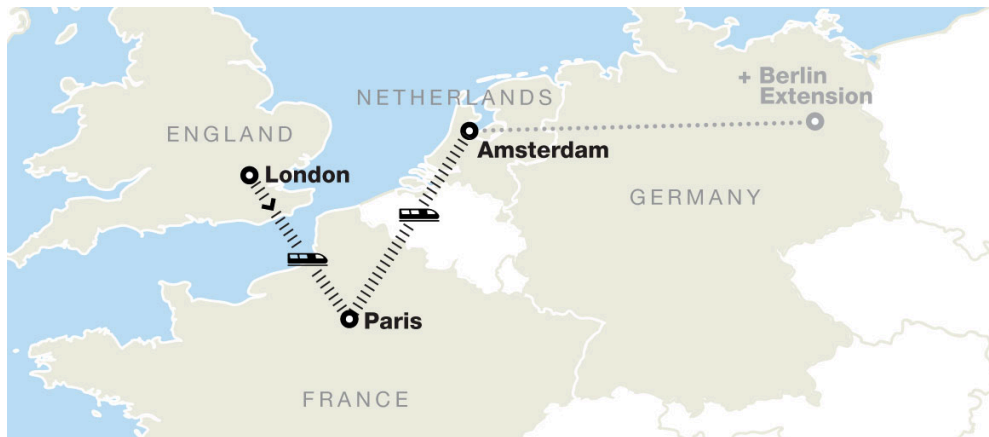 + Berlin
Extension
NETHERLANDS
ENGLAND
Amsterdam
London
GERMANY
Paris
FRANCE